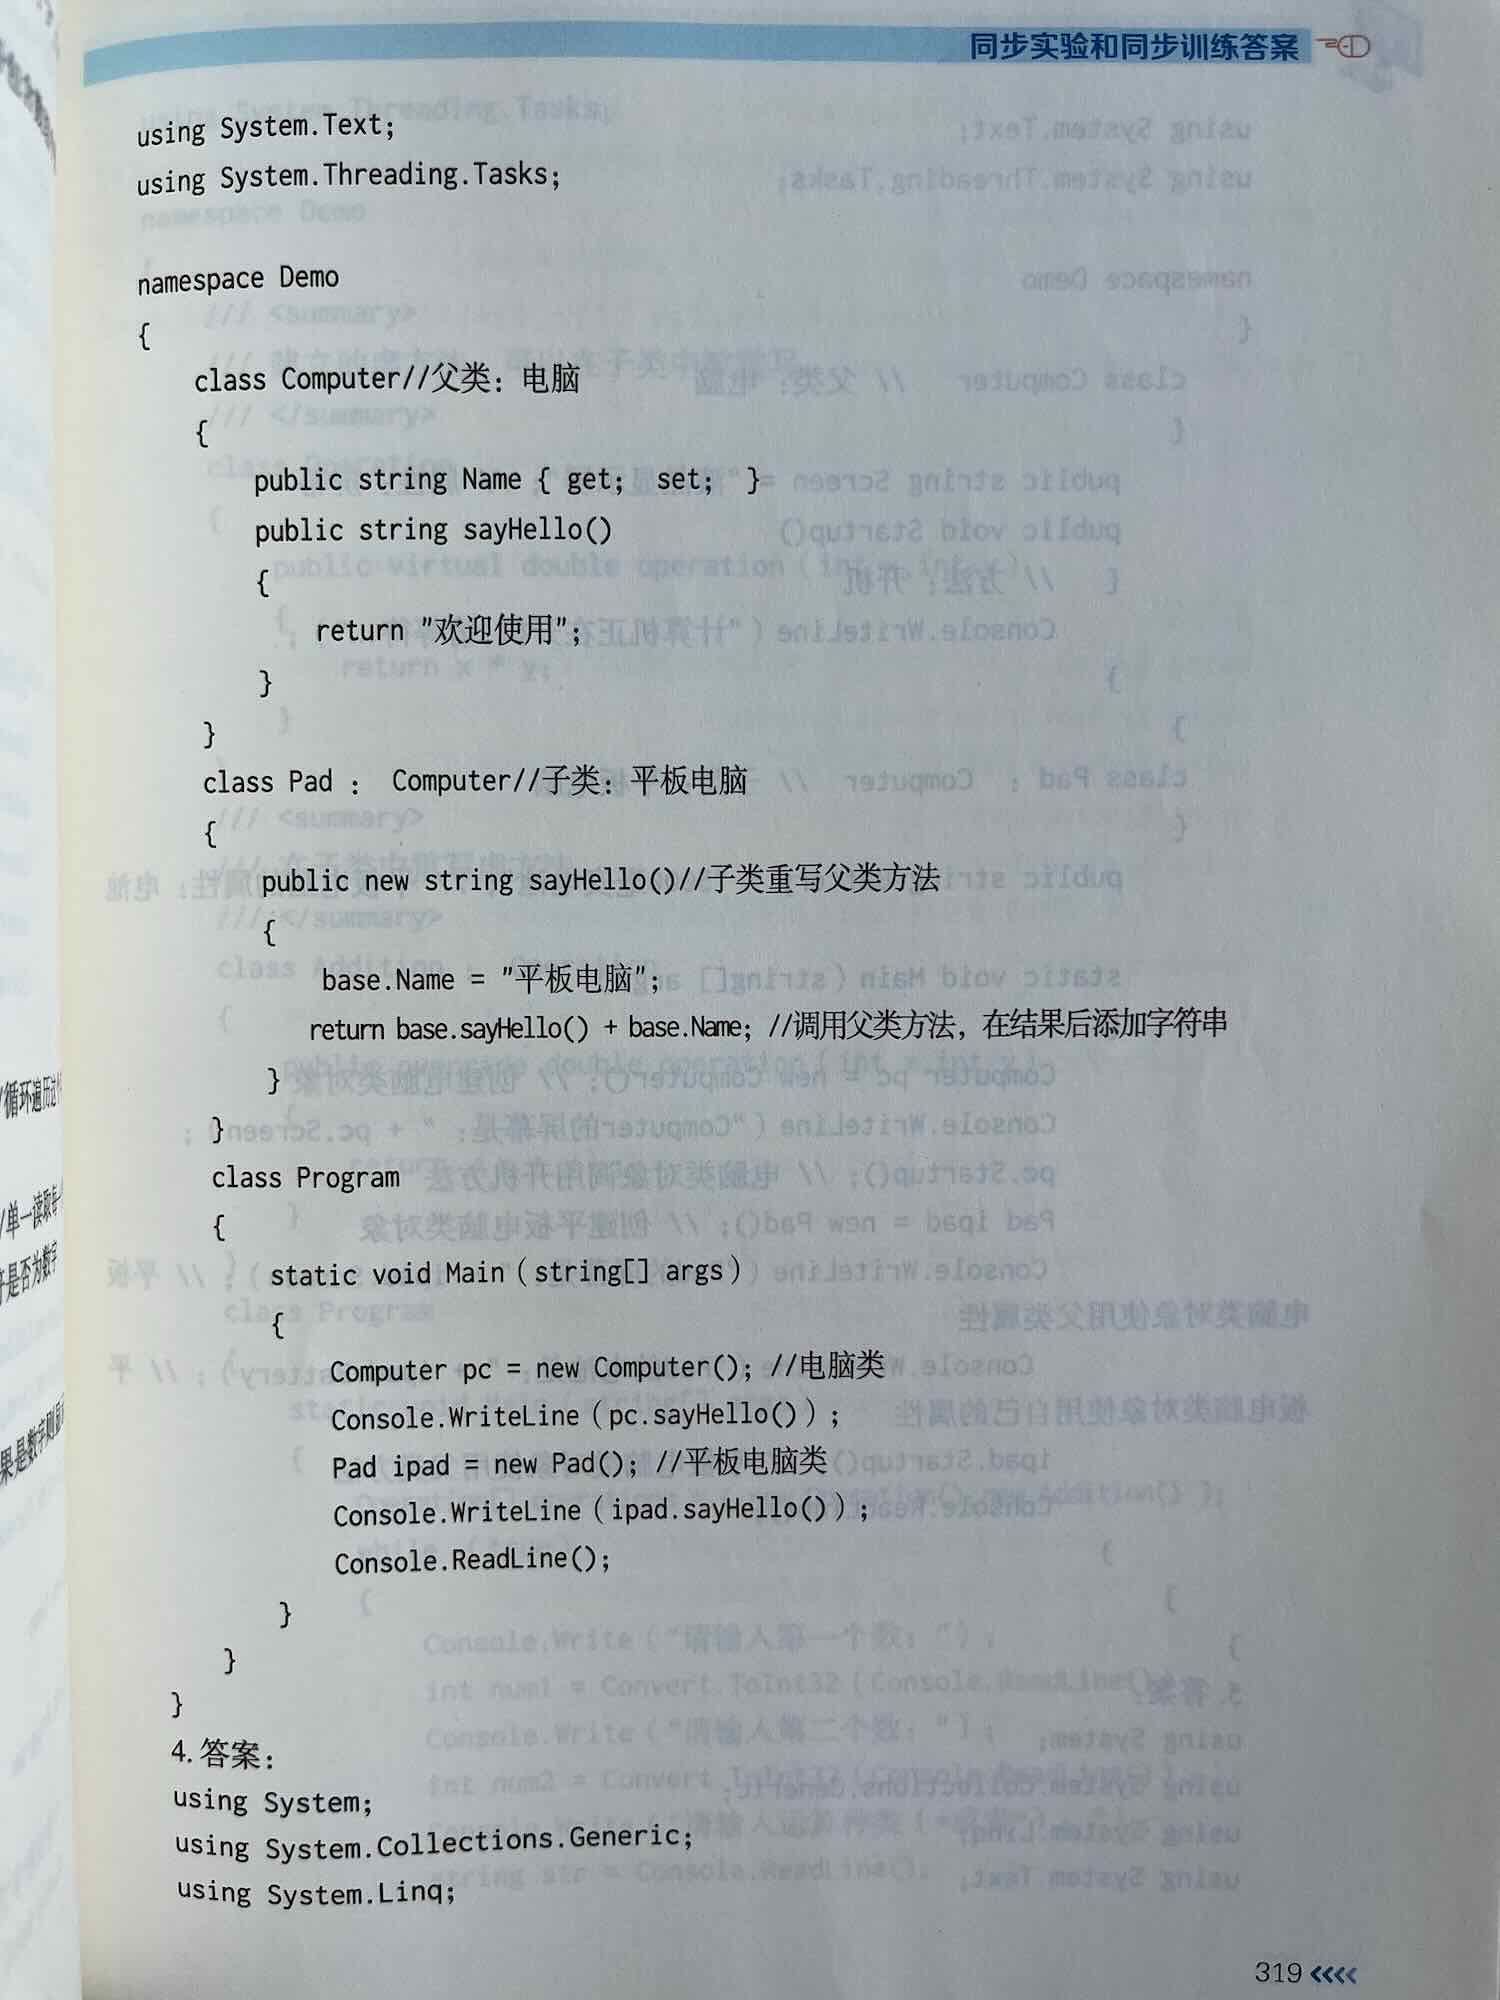 同步实验和同步训练答案
using System.Text;
using System.Threading.Tasks;
namespace Demo
{
class Computer//父类：电脑
{
public string Name { get; set; }
public string sayHello()
{
return "欢迎使用";
}
}
class Pad : Computer//子类：平板电脑
{
public new string sayHello()//子类重写父类方法
{
base.Name = "平板电脑";
return base.sayHello() + base.Name; //调用父类方法，在结果后添加字符串
}
}
class Program
{
static void Main(string[] args)
{
Computer pc = new Computer(); //电脑类
Console.WriteLine(pc.sayHello());
Pad ipad = new Pad(); //平板电脑类
Console.WriteLine(ipad.sayHello());
Console.ReadLine();
}
}
}
4.答案：
using System;
using System.Collections.Generic;
using System.Linq;
319